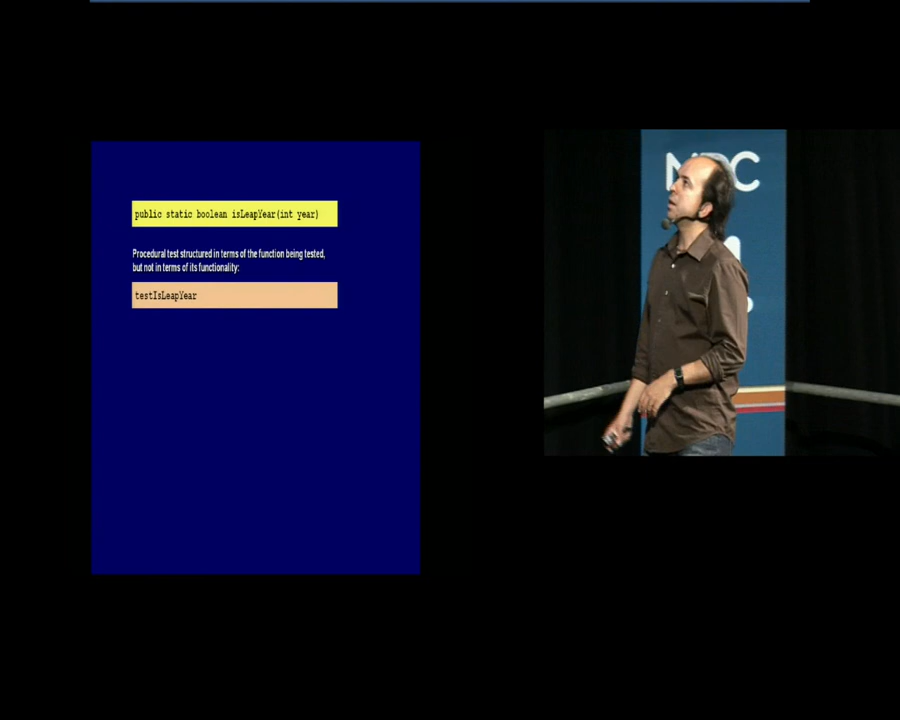 public static boolean isLeapYear(int year)
Procedural test structured in terms of the function being tested,
but not in terms of its functionality:
testIsLeapYear
NDC